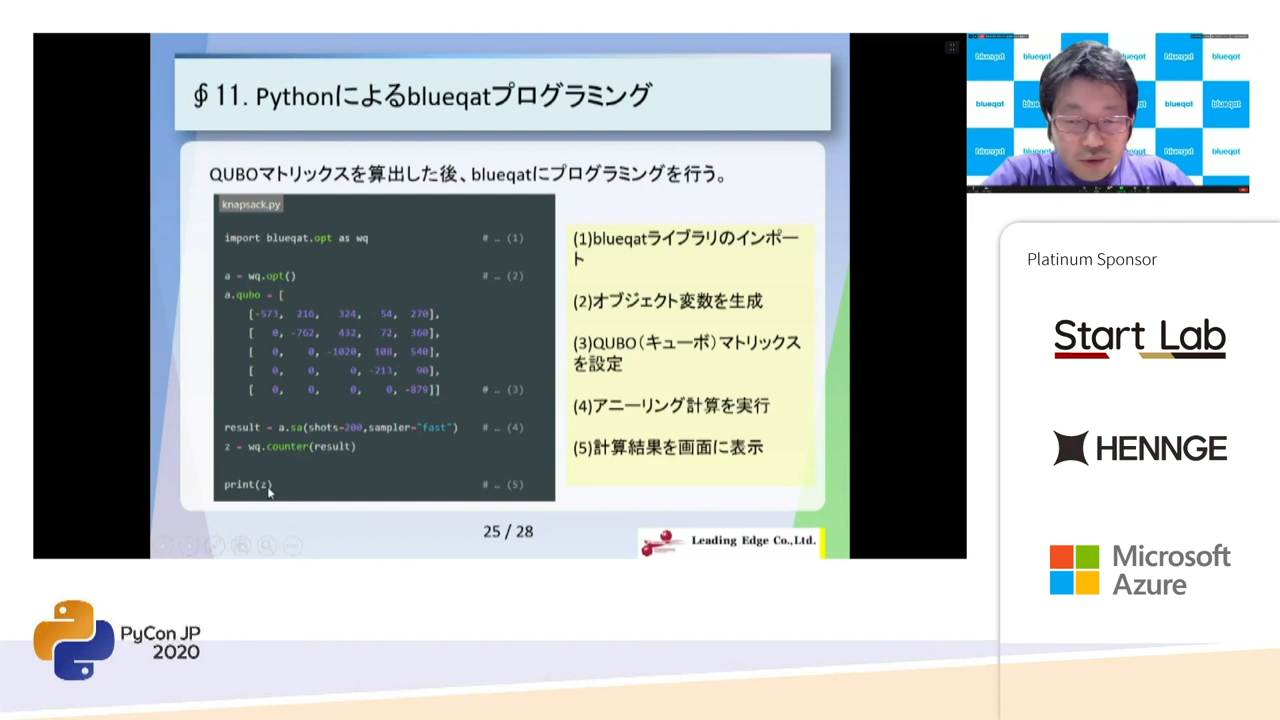 §11. Pythonによるblueqatプログラミング
QUBOマトリックスを算出した後、blueqatにプログラミングを行う。
knapsack.py
import blueqat.opt as wq # … (1)
a = wq.opt() # … (2)
a.qubo = [
[-573, 216, 324, 54, 270],
[ 0, -762, 432, 72, 360],
[ 0, 0, -1020, 108, 540],
[ 0, 0, 0, -213, 90],
[ 0, 0, 0, 0, -879]] # … (3)
result = a.sa(shots=200,sampler="fast") # … (4)
z = wq.counter(result)
print(z) # … (5)
(1)blueqatライブラリのインポー
ト
(2)オブジェクト変数を生成
(3)QUBO(キューボ)マトリックス
を設定
(4)アニーリング計算を実行
(5)計算結果を画面に表示
25 / 28
Leading Edge Co.,Ltd.
blueqat blueqat blueqat blueqat
blueqat blueqat blueqat blueqat
blueqat blueqat blueqat
Platinum Sponsor
Start Lab
HENNGE
Microsoft
Azure
PyCon JP
2020